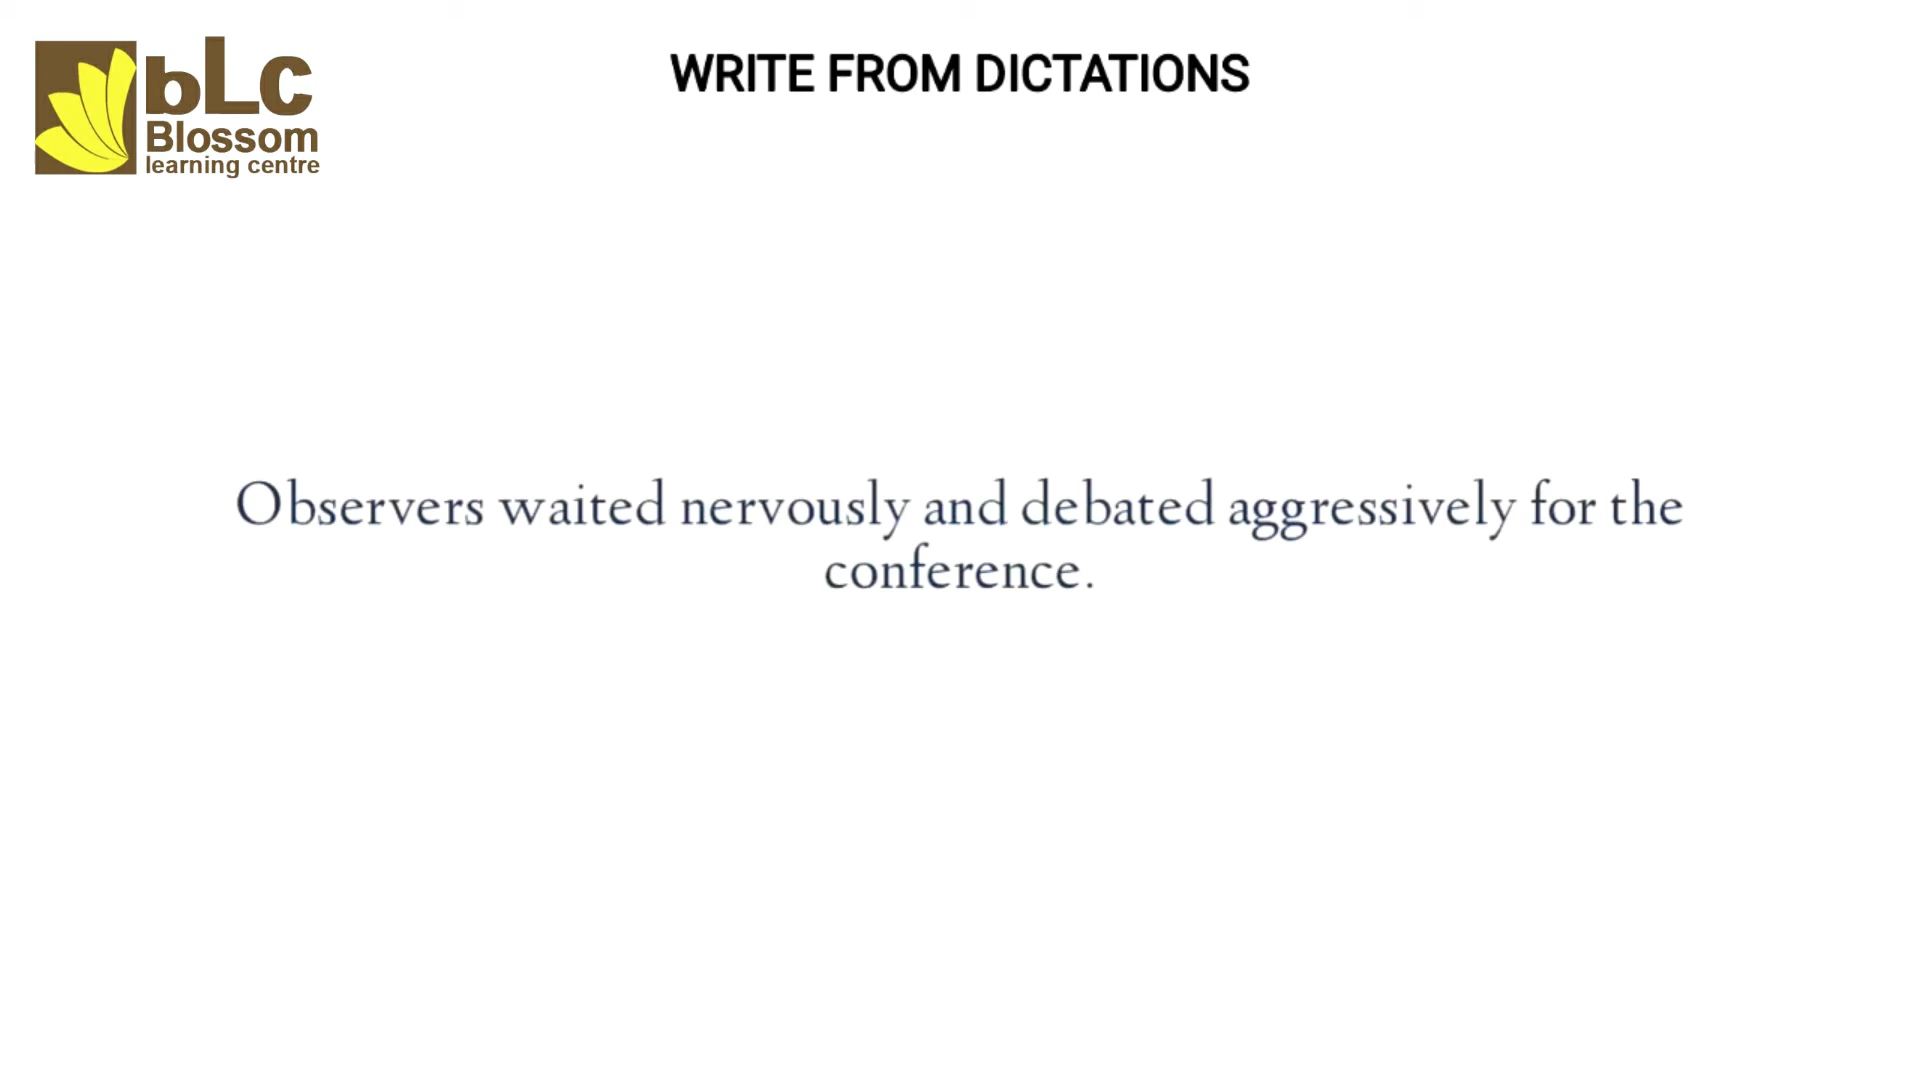 bLc
Blossom
learning centre
WRITE FROM DICTATIONS
Observers waited nervously and debated aggressively for the
conference.